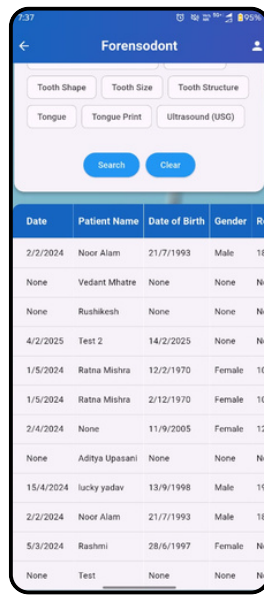 7:37 95%
Forensodont
Tooth Shape Tooth Size Tooth Structure
Tongue Tongue Print Ultrasound (USG)
Search Clear
Date Patient Name Date of Birth Gender
2/2/2024 Noor Alam 21/7/1993 Male
None Vedant Mhatre None None
None Rushikesh None None
4/2/2025 Test 2 14/2/2025 None
1/5/2024 Ratna Mishra 12/2/1970 Female
1/5/2024 Ratna Mishra 2/12/1970 Female
2/4/2024 None 11/9/2005 Female
None Aditya Upasani None None
15/4/2024 lucky yadav 13/9/1998 Male
2/2/2024 Noor Alam 21/7/1993 Male
5/3/2024 Rashmi 28/6/1997 Female
None Test None None